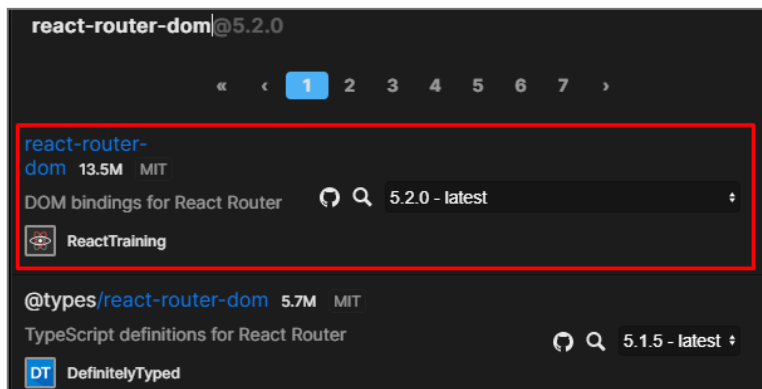 react-router-dom@5.2.0
« ‹ 1 2 3 4 5 6 7 ›
react-router-
dom 13.5M MIT
DOM bindings for React Router 5.2.0 - latest
ReactTraining
@types/react-router-dom 5.7M MIT
TypeScript definitions for React Router 5.1.5 - latest
DT DefinitelyTyped